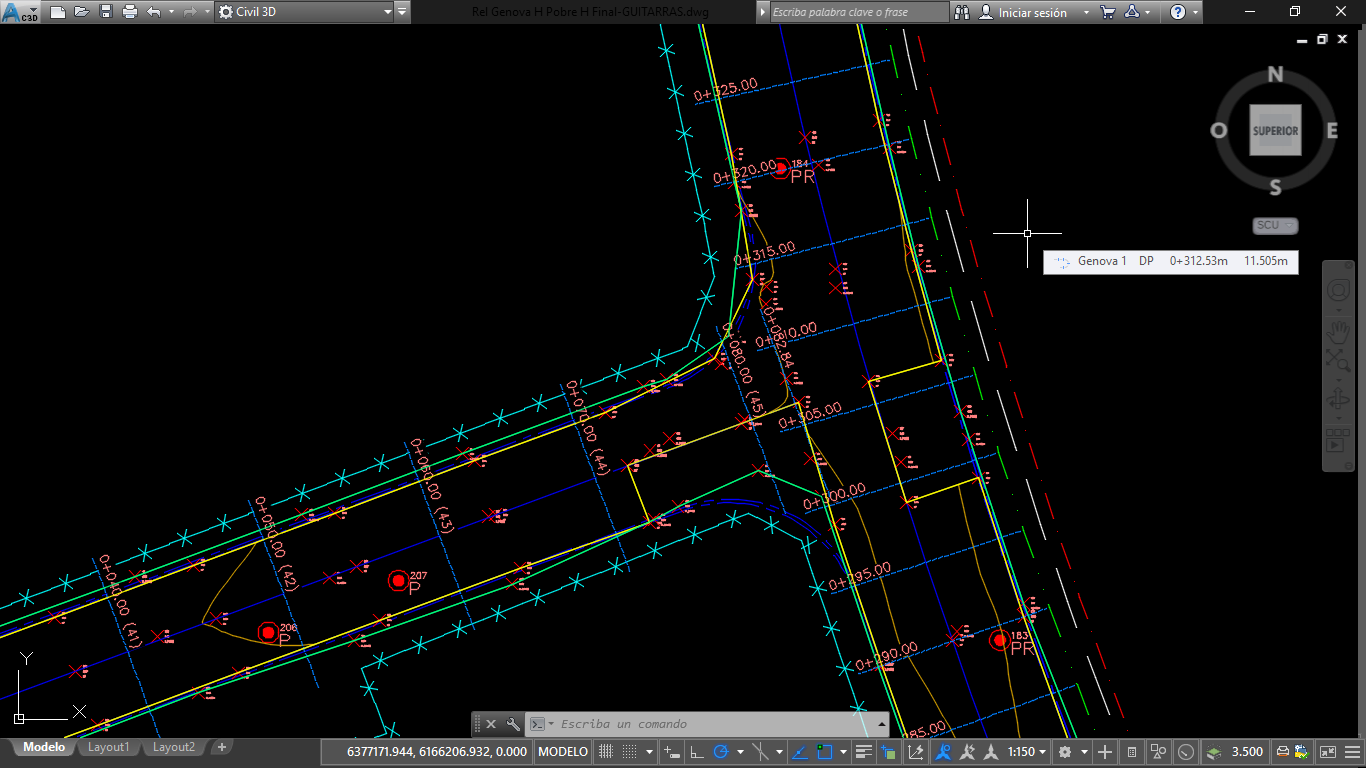 C3D
Civil 3D
Rel Genova H Pobre H Final-GUITARRAS.dwg
Escriba palabra clave o frase
Iniciar sesión
N
O
SUPERIOR
E
S
SCU
Genova 1 DP 0+312.53m 11.505m
0+325.00
0+320.00
184
PR
0+315.00
0+310.00
0+082.84
0+080.00 (45)
0+305.00
0+070.00 (44)
0+060.00 (43)
0+300.00
0+050.00 (42)
0+040.00 (41)
0+295.00
207
P
206
P
183
PR
0+290.00
85.00
Y
X
Escriba un comando
Modelo
Layout1
Layout2
+
6377171.944, 6166206.932, 0.000
MODELO
1:150
3.500